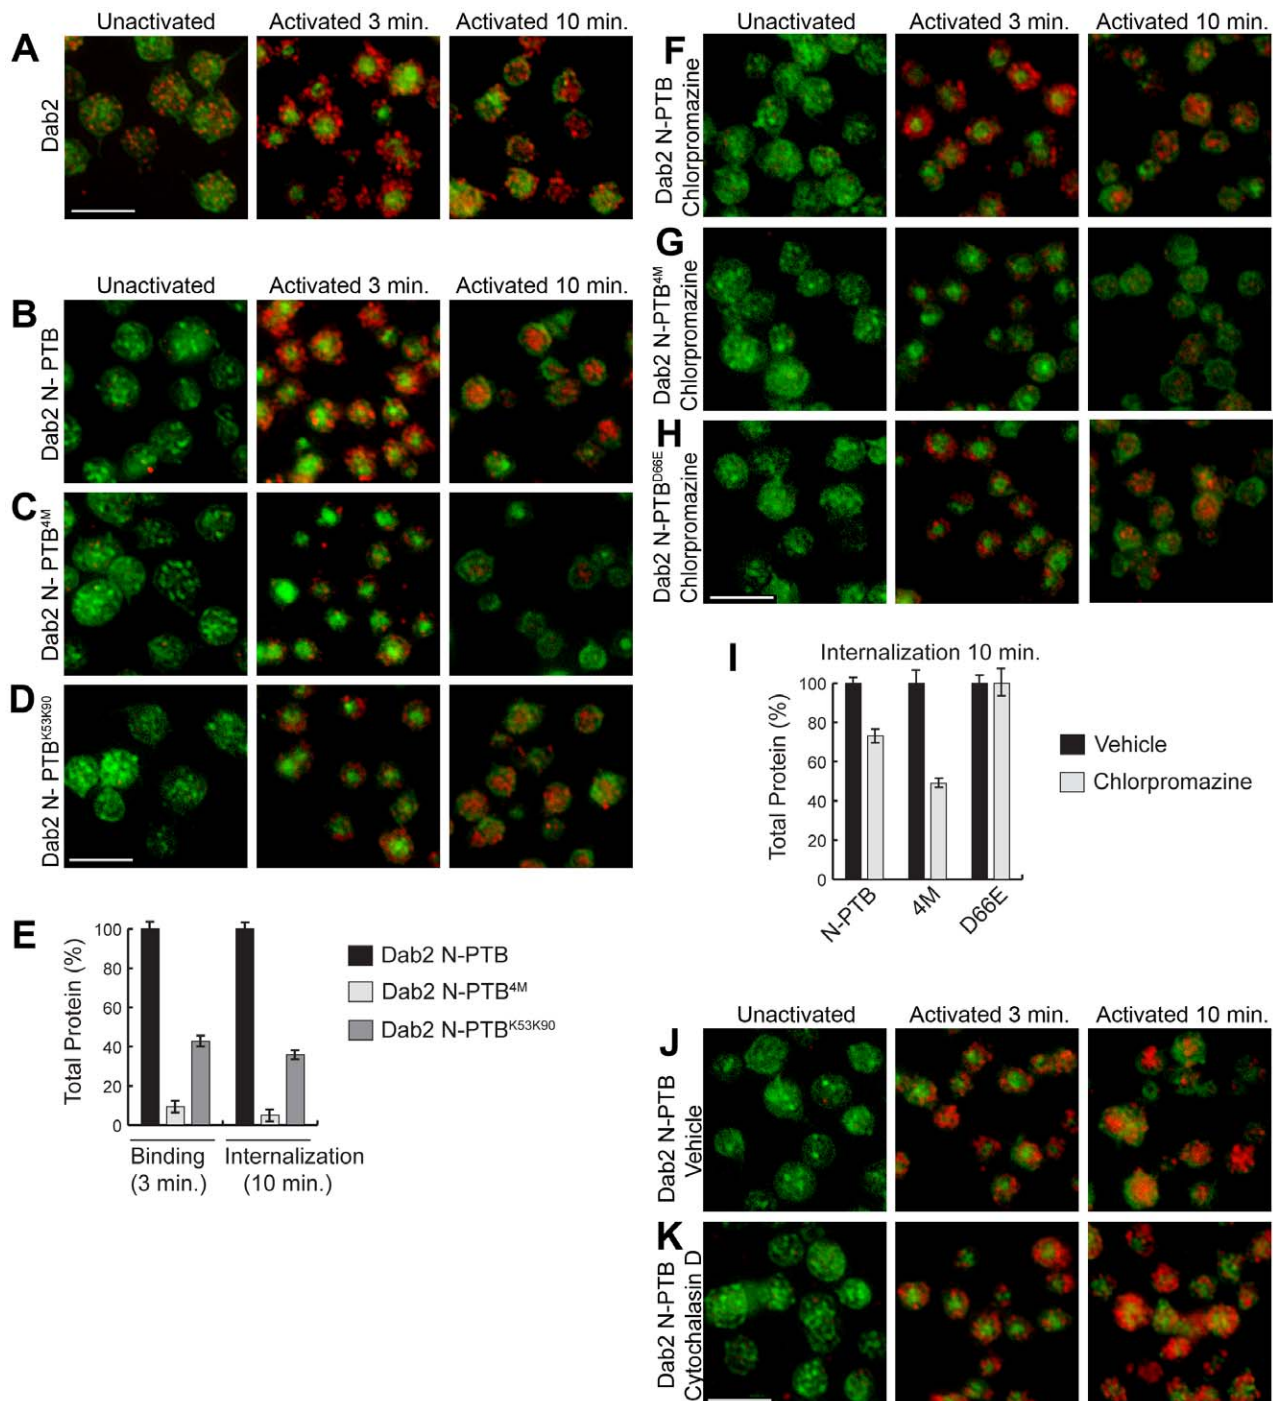 Unactivated Activated 3 min. Activated 10 min.
A
Dab2
Unactivated Activated 3 min. Activated 10 min.
B
Dab2 N- PTB
C
Dab2 N- PTB4M
D
Dab2 N- PTBK53K90
E
Total Protein (%)
100
80
60
40
20
0
Binding
(3 min.)
Internalization
(10 min.)
Dab2 N-PTB
Dab2 N-PTB4M
Dab2 N-PTBK53K90
Unactivated Activated 3 min. Activated 10 min.
F
Dab2 N-PTB
Chlorpromazine
G
Dab2 N-PTB4M
Chlorpromazine
H
Dab2 N-PTBD66E
Chlorpromazine
I
Internalization 10 min.
Total Protein (%)
100
80
60
40
20
0
N-PTB
4M
D66E
Vehicle
Chlorpromazine
Unactivated Activated 3 min. Activated 10 min.
J
Dab2 N-PTB
Vehicle
K
Dab2 N-PTB
Cytochalasin D